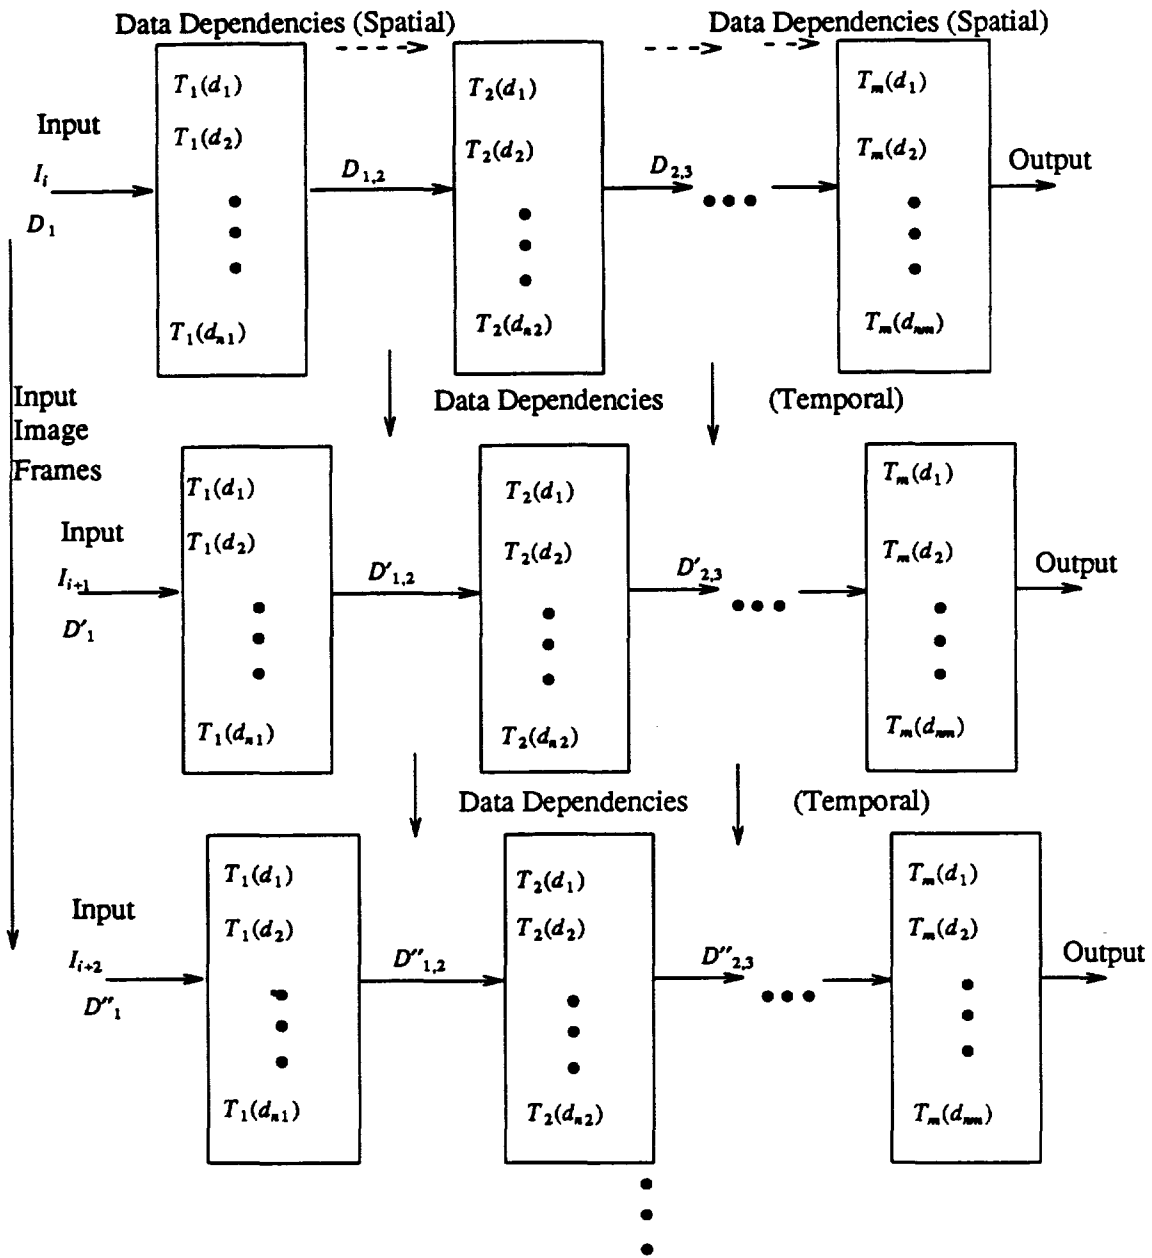 Data Dependencies (Spatial)
Data Dependencies (Spatial)
T₁(d₁)
T₂(d₁)
Tₘ(d₁)
Input
T₁(d₂)
T₂(d₂)
Tₘ(d₂)
Iᵢ
D₁,₂
D₂,₃
Output
D₁
T₁(dₙ₁)
T₂(dₙ₂)
Tₘ(dₙₘ)
Input
Image
Frames
Data Dependencies
(Temporal)
T₁(d₁)
T₂(d₁)
Tₘ(d₁)
Input
T₁(d₂)
T₂(d₂)
Tₘ(d₂)
Iᵢ₊₁
D′₁,₂
D′₂,₃
Output
D′₁
T₁(dₙ₁)
T₂(dₙ₂)
Tₘ(dₙₘ)
Data Dependencies
(Temporal)
T₁(d₁)
T₂(d₁)
Tₘ(d₁)
Input
T₁(d₂)
T₂(d₂)
Tₘ(d₂)
Iᵢ₊₂
D″₁,₂
D″₂,₃
Output
D″₁
T₁(dₙ₁)
T₂(dₙ₂)
Tₘ(dₙₘ)